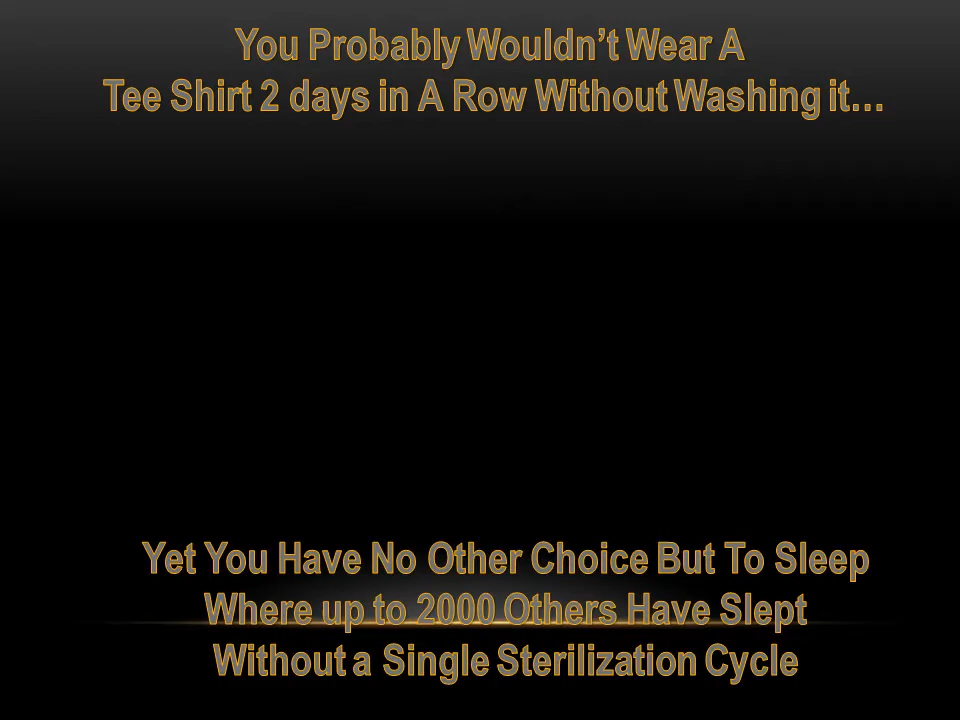 You Probably Wouldn’t Wear A
Tee Shirt 2 days in A Row Without Washing it…
Yet You Have No Other Choice But To Sleep
Where up to 2000 Others Have Slept
Without a Single Sterilization Cycle